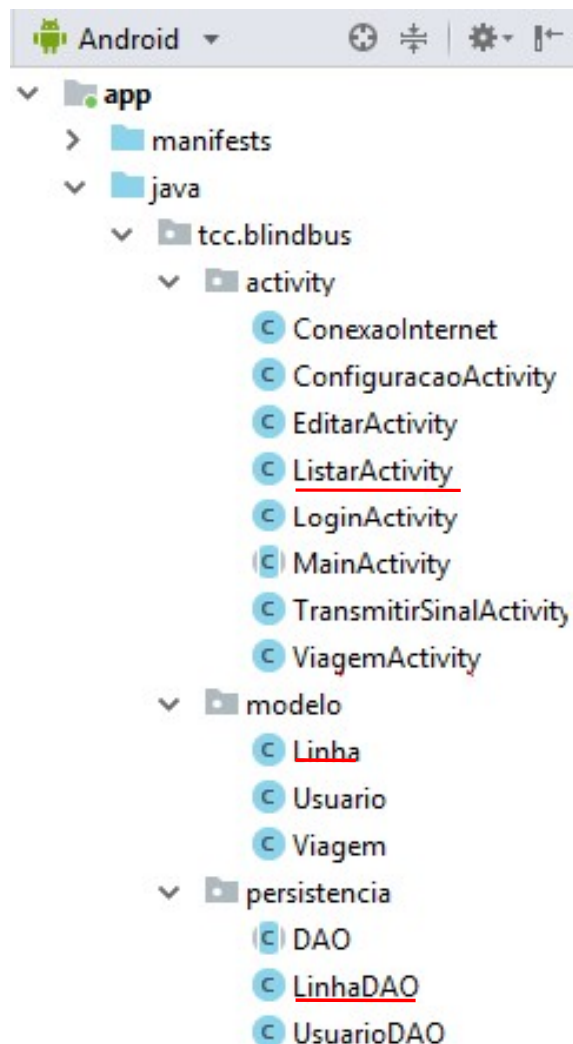 Android
app
manifests
java
tcc.blindbus
activity
C ConexaoInternet
C ConfiguracaoActivity
C EditarActivity
C ListarActivity
C LoginActivity
C MainActivity
C TransmitirSinalActivity
C ViagemActivity
modelo
C Linha
C Usuario
C Viagem
persistencia
C DAO
C LinhaDAO
C UsuarioDAO